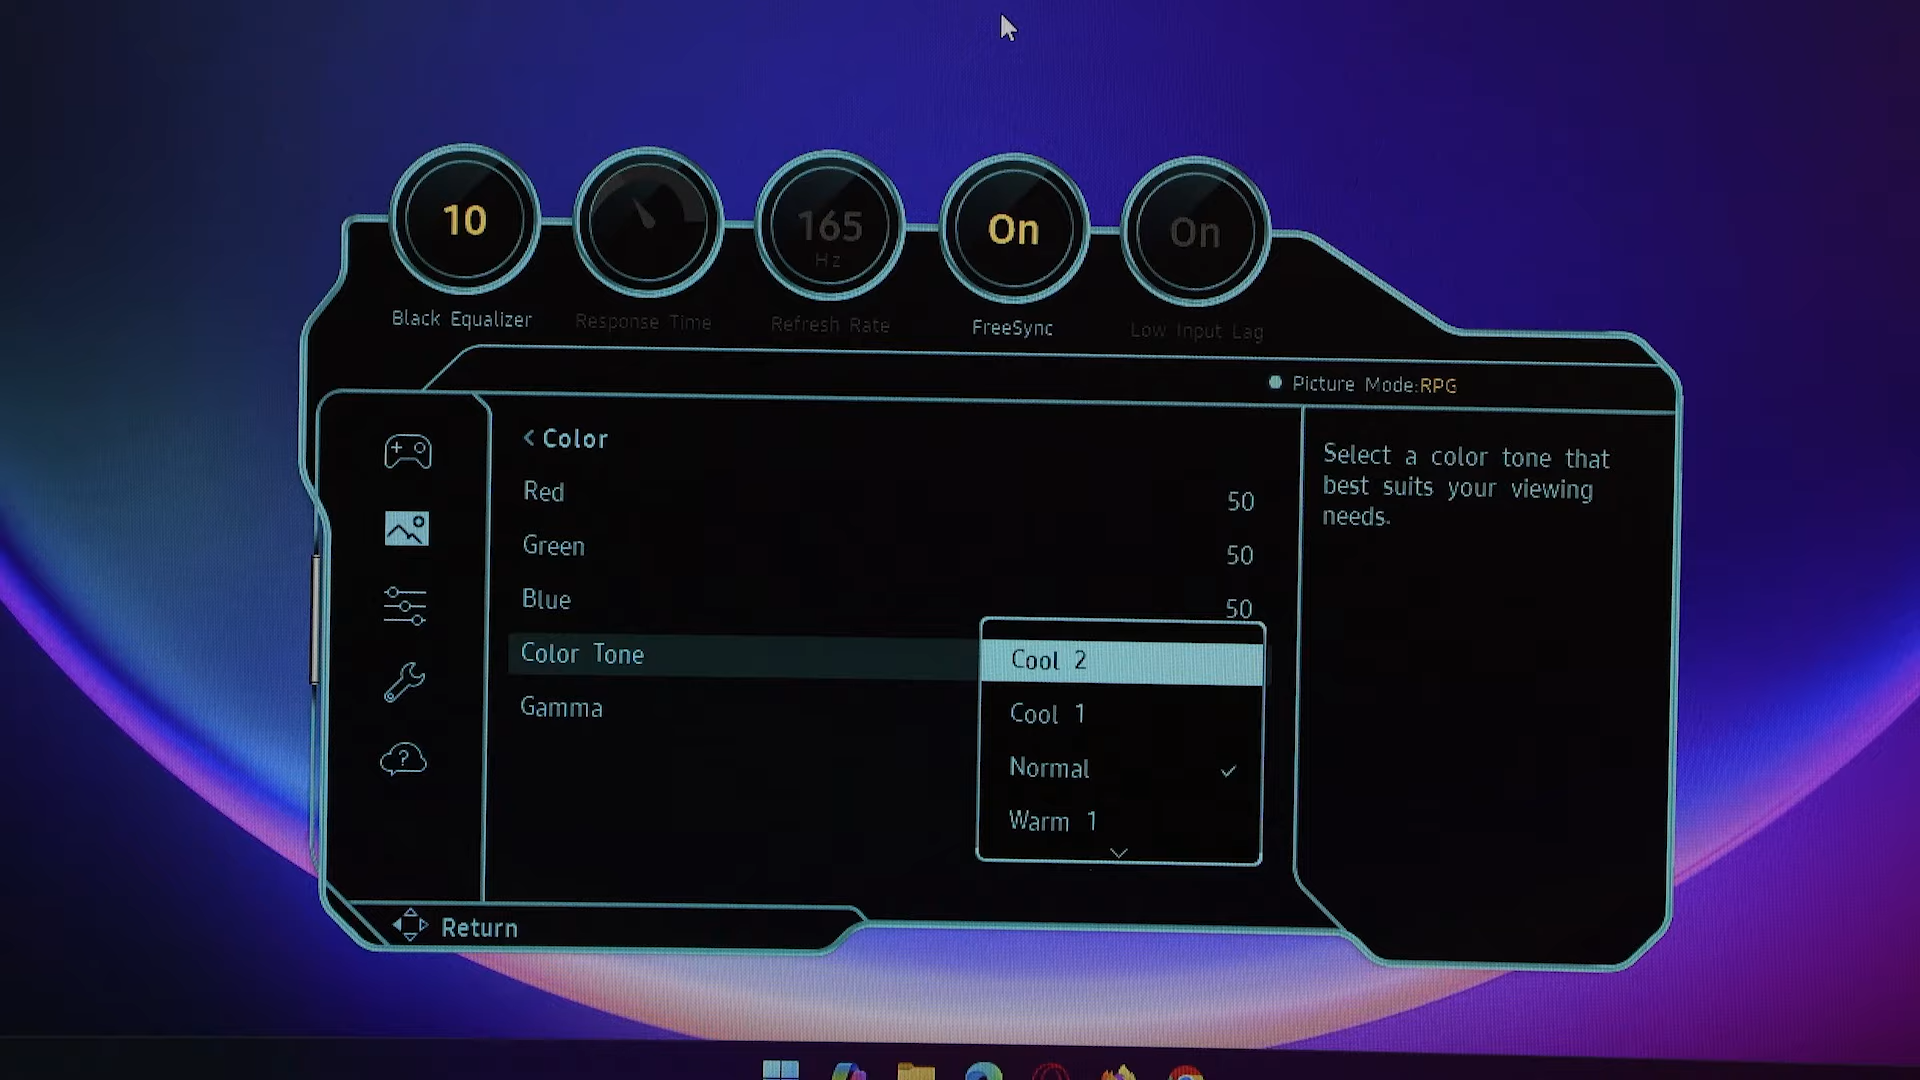 10
165
Hz
On
On
Black Equalizer
Response Time
Refresh Rate
FreeSync
Low Input Lag
Picture Mode:RPG
< Color
Red 50
Green 50
Blue 50
Color Tone
Gamma
Cool 2
Cool 1
Normal
Warm 1
Select a color tone that
best suits your viewing
needs.
Return